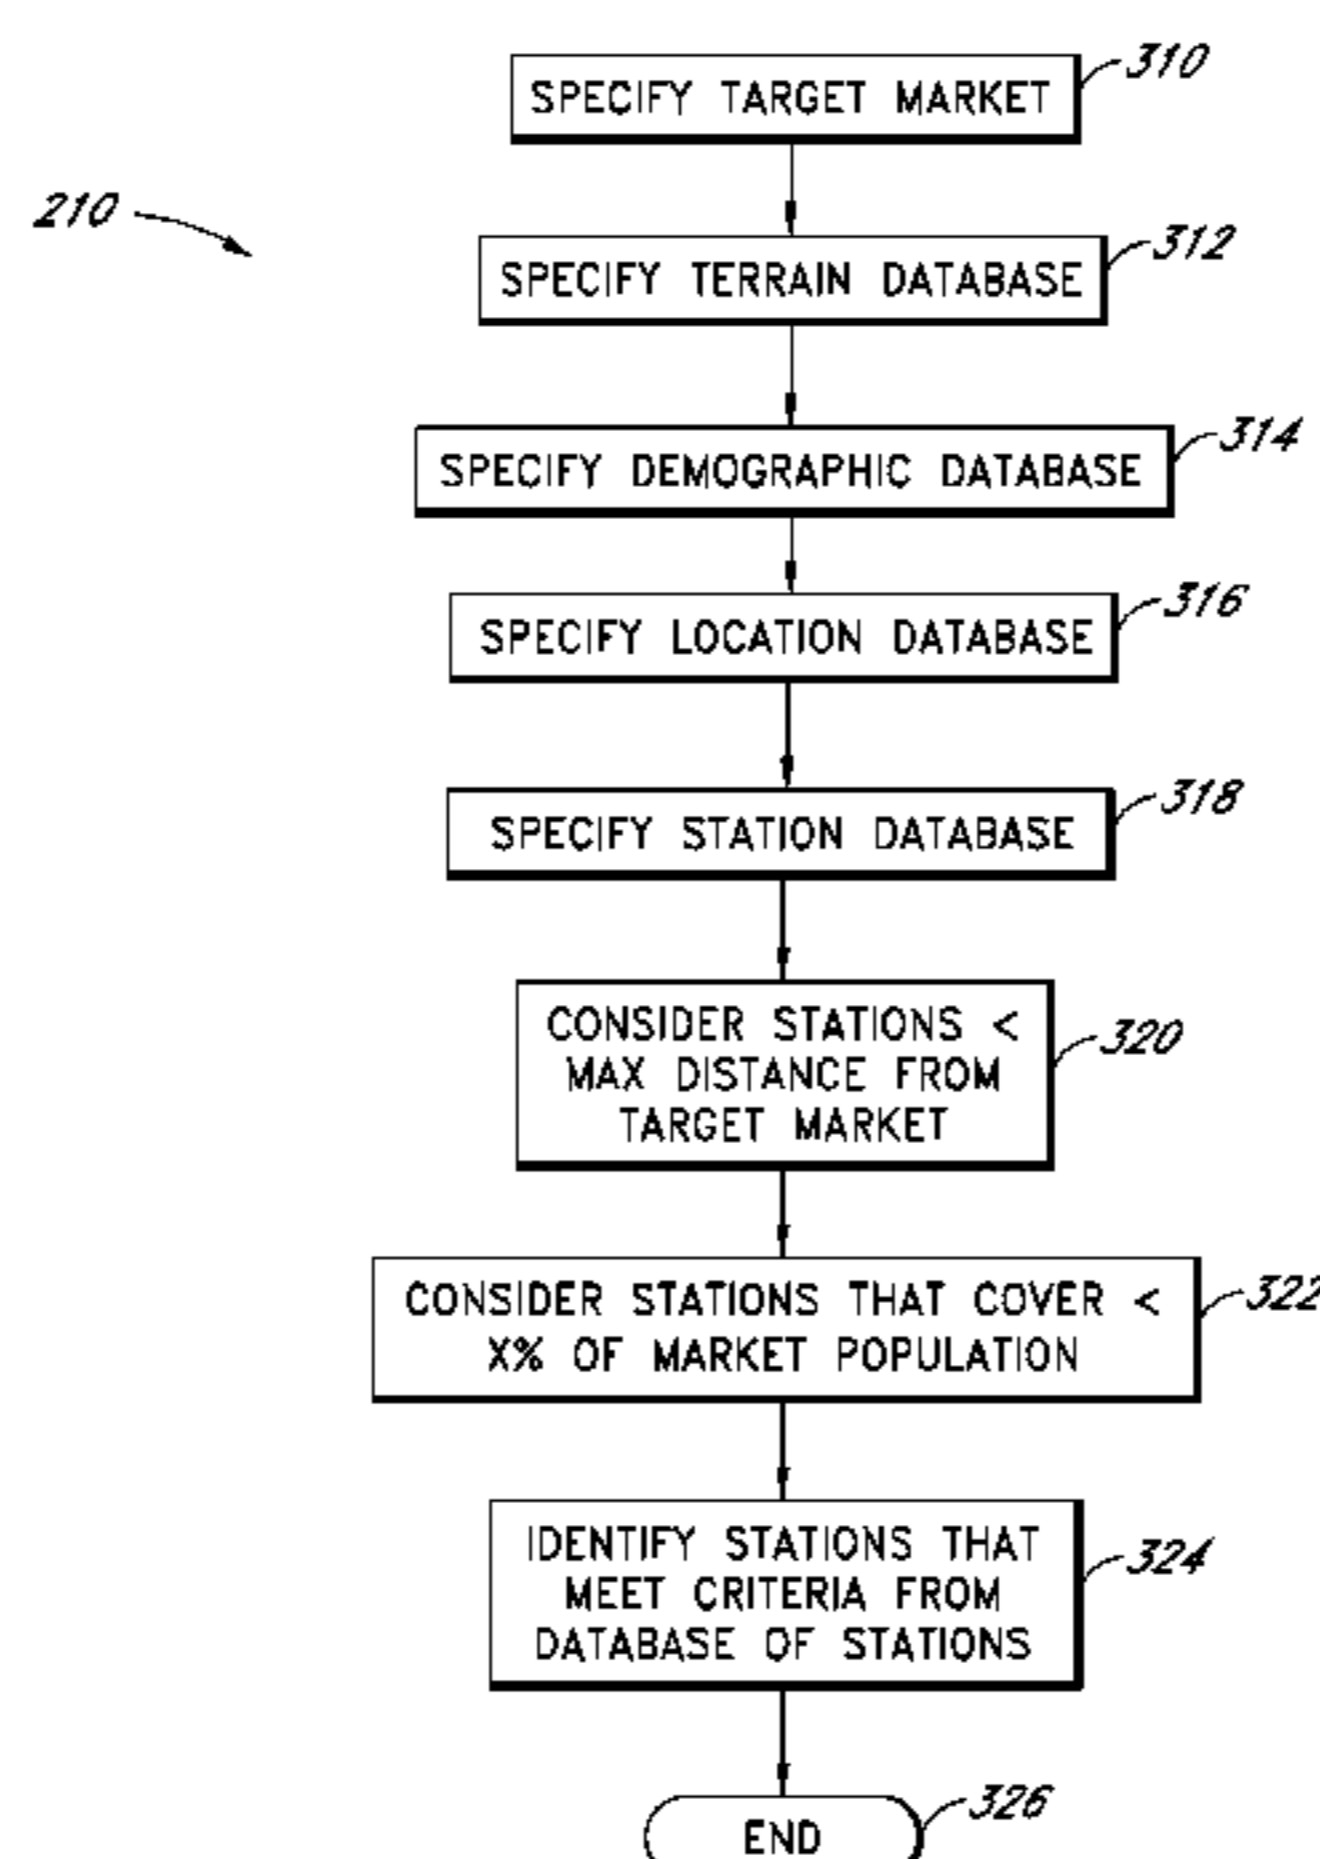 SPECIFY TARGET MARKET
310
210
SPECIFY TERRAIN DATABASE
312
SPECIFY DEMOGRAPHIC DATABASE
314
SPECIFY LOCATION DATABASE
316
SPECIFY STATION DATABASE
318
CONSIDER STATIONS <
MAX DISTANCE FROM
TARGET MARKET
320
CONSIDER STATIONS THAT COVER <
X% OF MARKET POPULATION
322
IDENTIFY STATIONS THAT
MEET CRITERIA FROM
DATABASE OF STATIONS
324
END
326